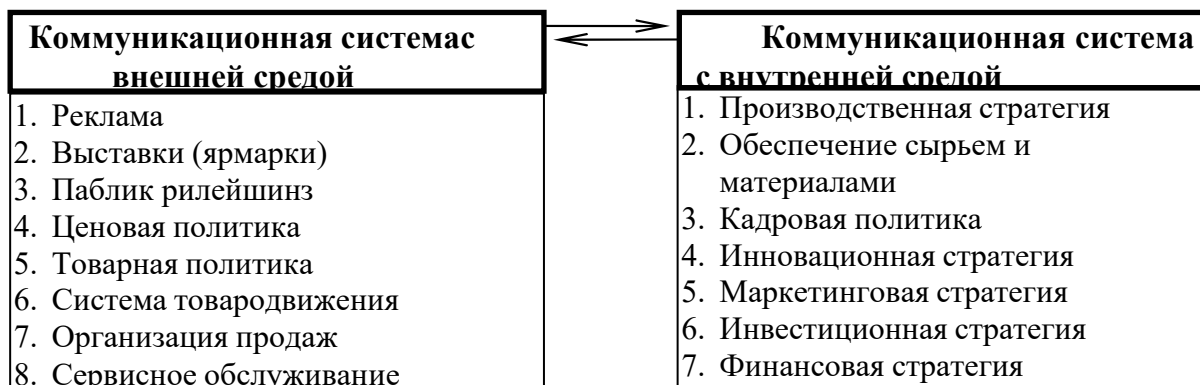 Коммуникационная системас
внешней средой
1. Реклама
2. Выставки (ярмарки)
3. Паблик рилейшинз
4. Ценовая политика
5. Товарная политика
6. Система товародвижения
7. Организация продаж
8. Сервисное обслуживание
Коммуникационная система
с внутренней средой
1. Производственная стратегия
2. Обеспечение сырьем и
материалами
3. Кадровая политика
4. Инновационная стратегия
5. Маркетинговая стратегия
6. Инвестиционная стратегия
7. Финансовая стратегия